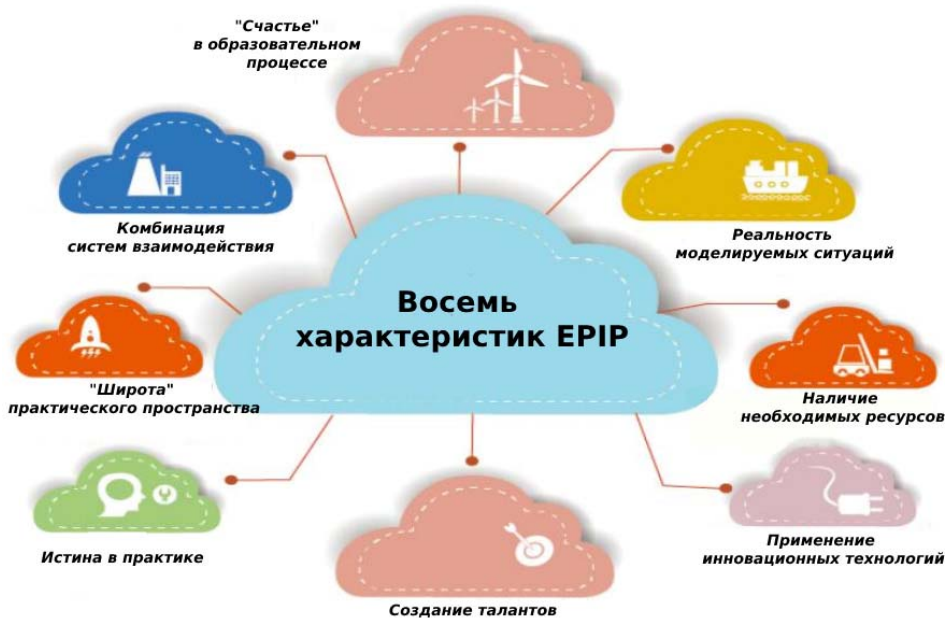 "Счастье"
в образовательном
процессе
Комбинация
систем взаимодействия
Реальность
моделируемых ситуаций
Восемь
характеристик EPIP
"Широта"
практического пространства
Наличие
необходимых ресурсов
Истина в практике
Применение
инновационных технологий
Создание талантов